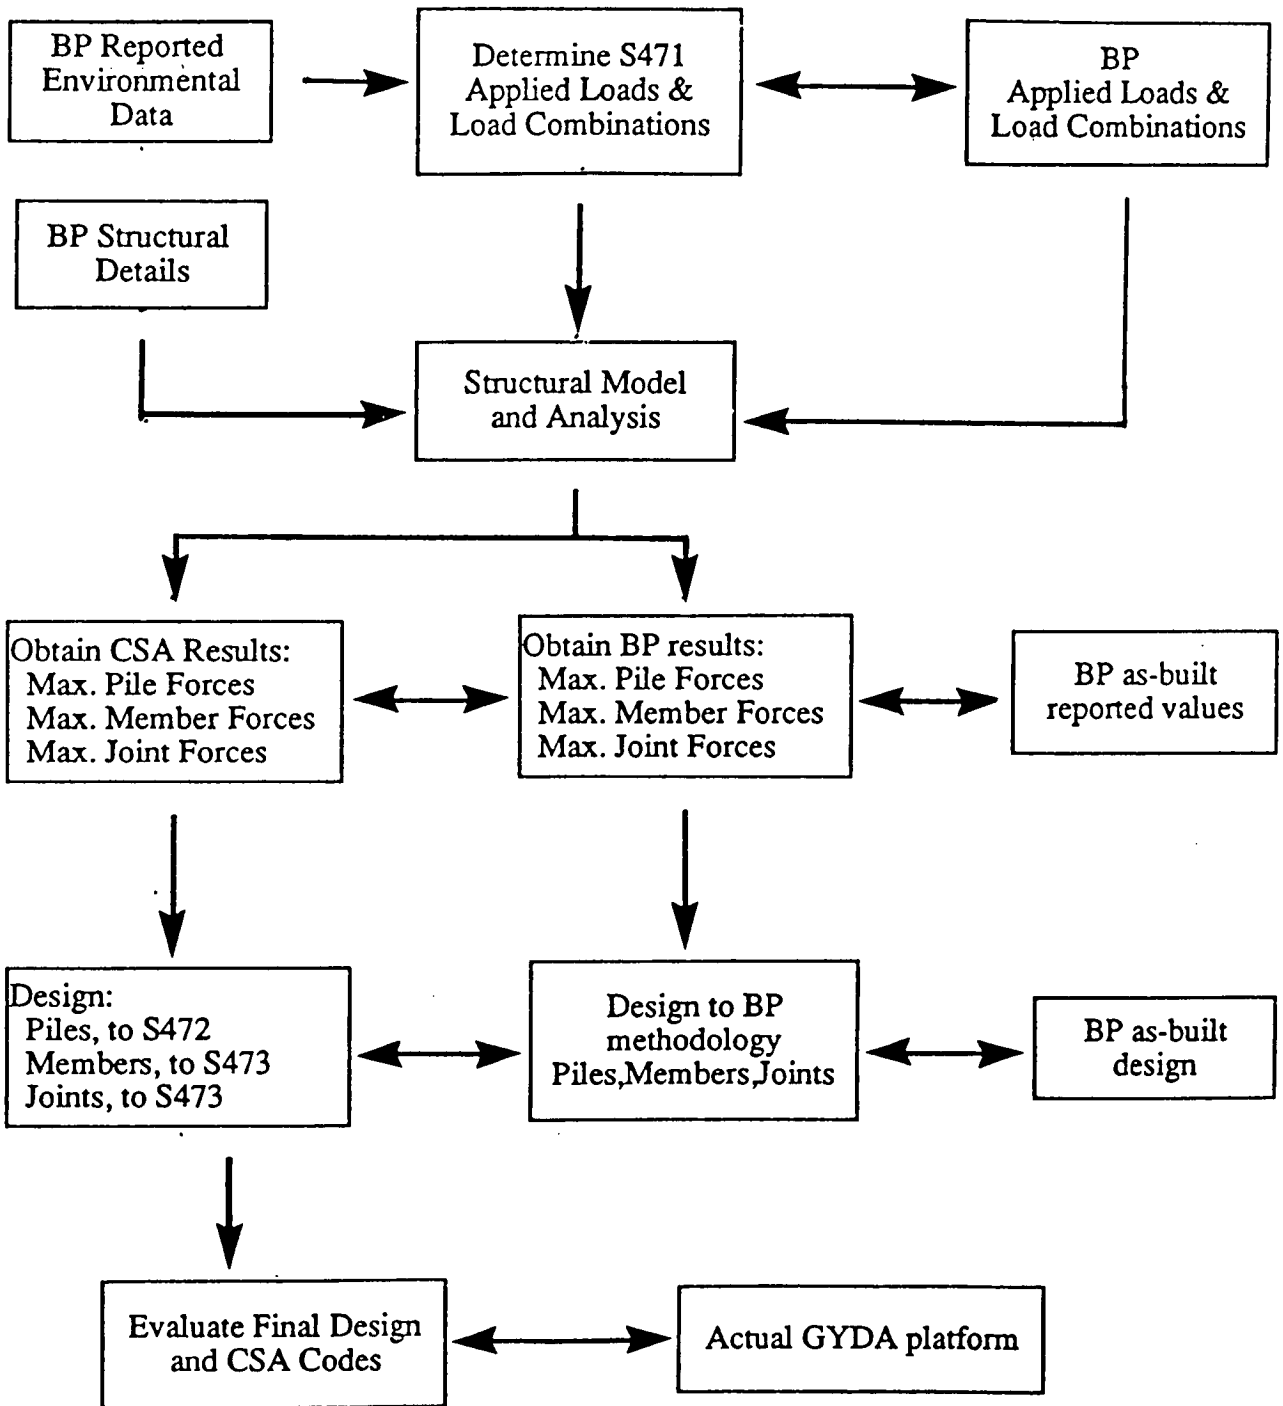 BP Reported
Environmental
Data
Determine S471
Applied Loads &
Load Combinations
BP
Applied Loads &
Load Combinations
BP Structural
Details
Structural Model
and Analysis
Obtain CSA Results:
Max. Pile Forces
Max. Member Forces
Max. Joint Forces
Obtain BP results:
Max. Pile Forces
Max. Member Forces
Max. Joint Forces
BP as-built
reported values
Design:
Piles, to S472
Members, to S473
Joints, to S473
Design to BP
methodology
Piles,Members,Joints
BP as-built
design
Evaluate Final Design
and CSA Codes
Actual GYDA platform